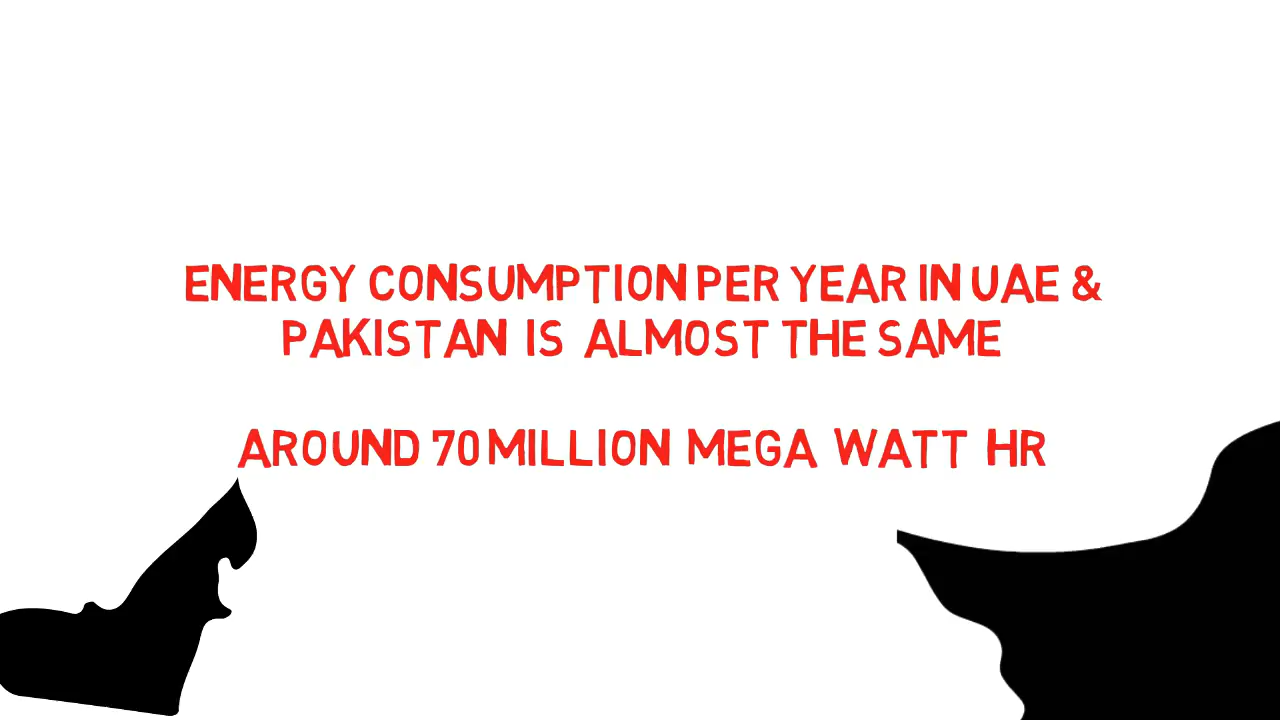 ENERGY CONSUMPTION PER YEAR IN UAE &
PAKISTAN IS ALMOST THE SAME
AROUND 70 MILLION MEGA WATT HR